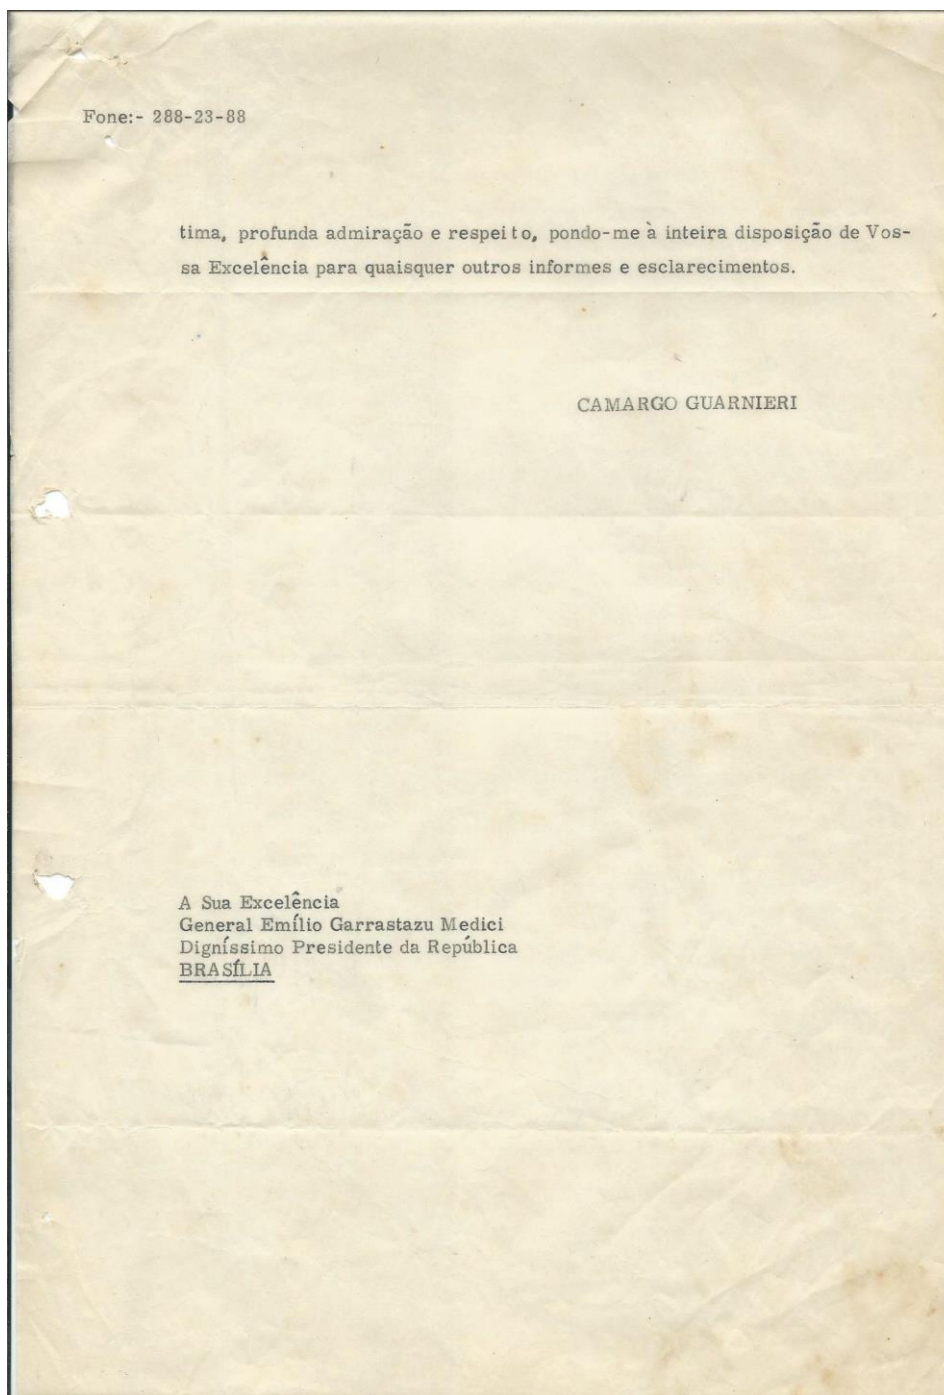 Fone:- 288-23-88
tima, profunda admiração e respeito, pondo-me à inteira disposição de Vos-
sa Excelência para quaisquer outros informes e esclarecimentos.
CAMARGO GUARNIERI
A Sua Excelência
General Emílio Garrastazu Medici
Digníssimo Presidente da República
BRASÍLIA